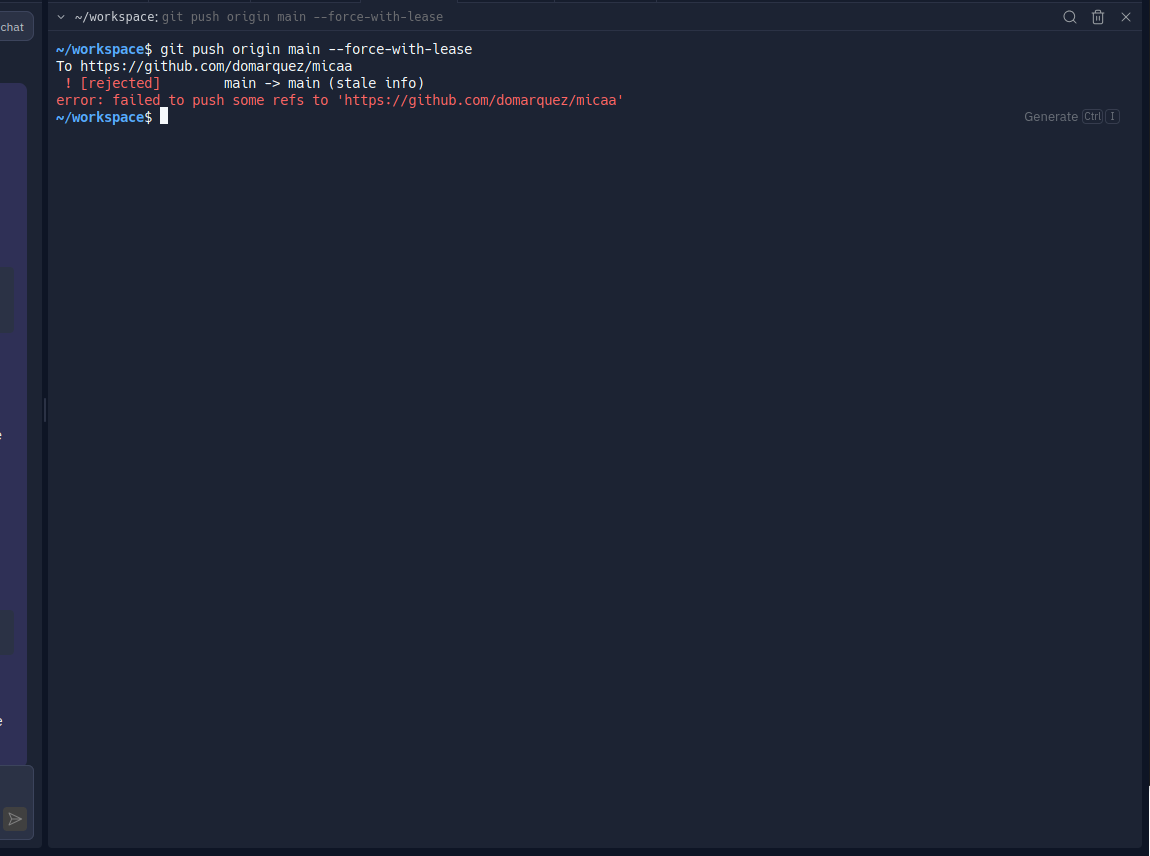 chat
~/workspace: git push origin main --force-with-lease
~/workspace$ git push origin main --force-with-lease
To https://github.com/domarquez/micaa
 ! [rejected]        main -> main (stale info)
error: failed to push some refs to 'https://github.com/domarquez/micaa'
~/workspace$
Generate Ctrl I
e
e